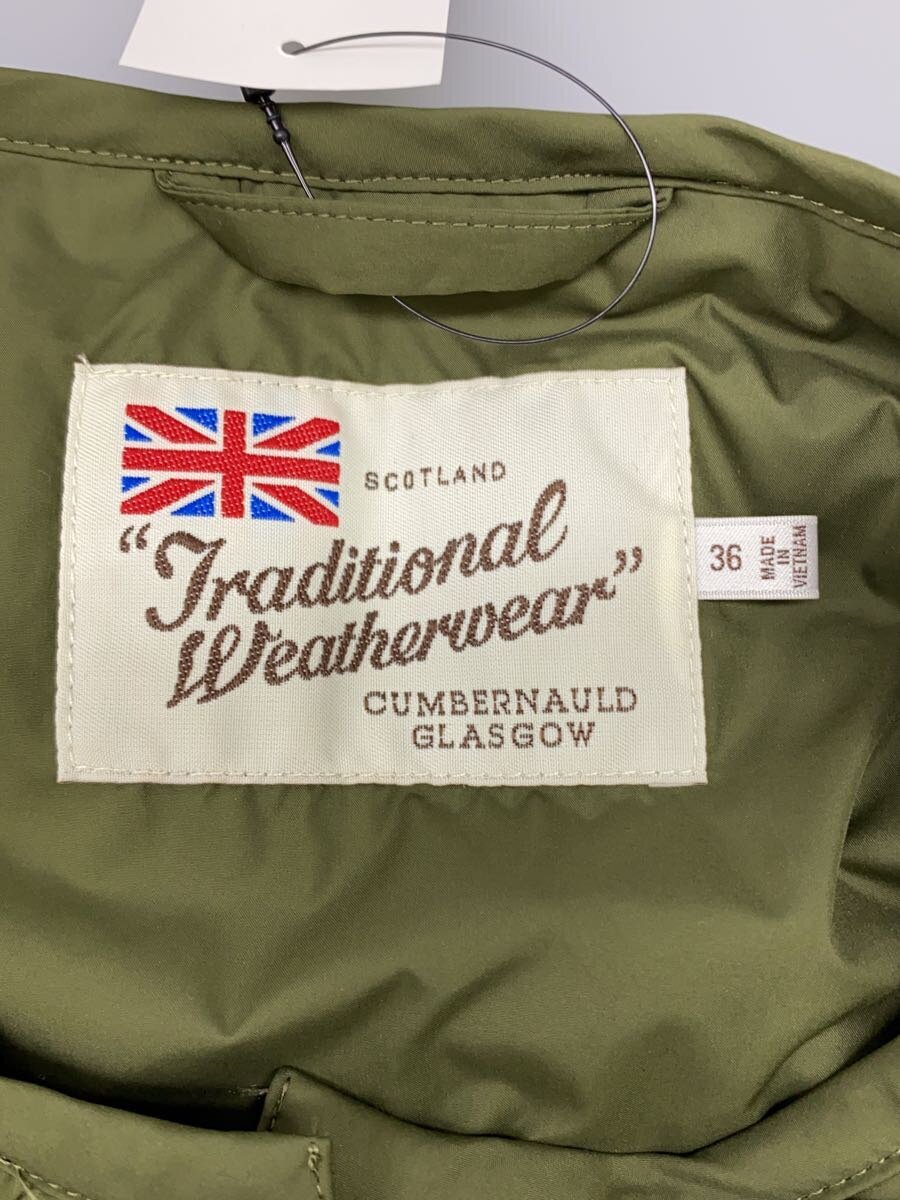 SCOTLAND
“Traditional
Weatherwear”
CUMBERNAULD
GLASGOW
36
MADE
IN
VIETNAM